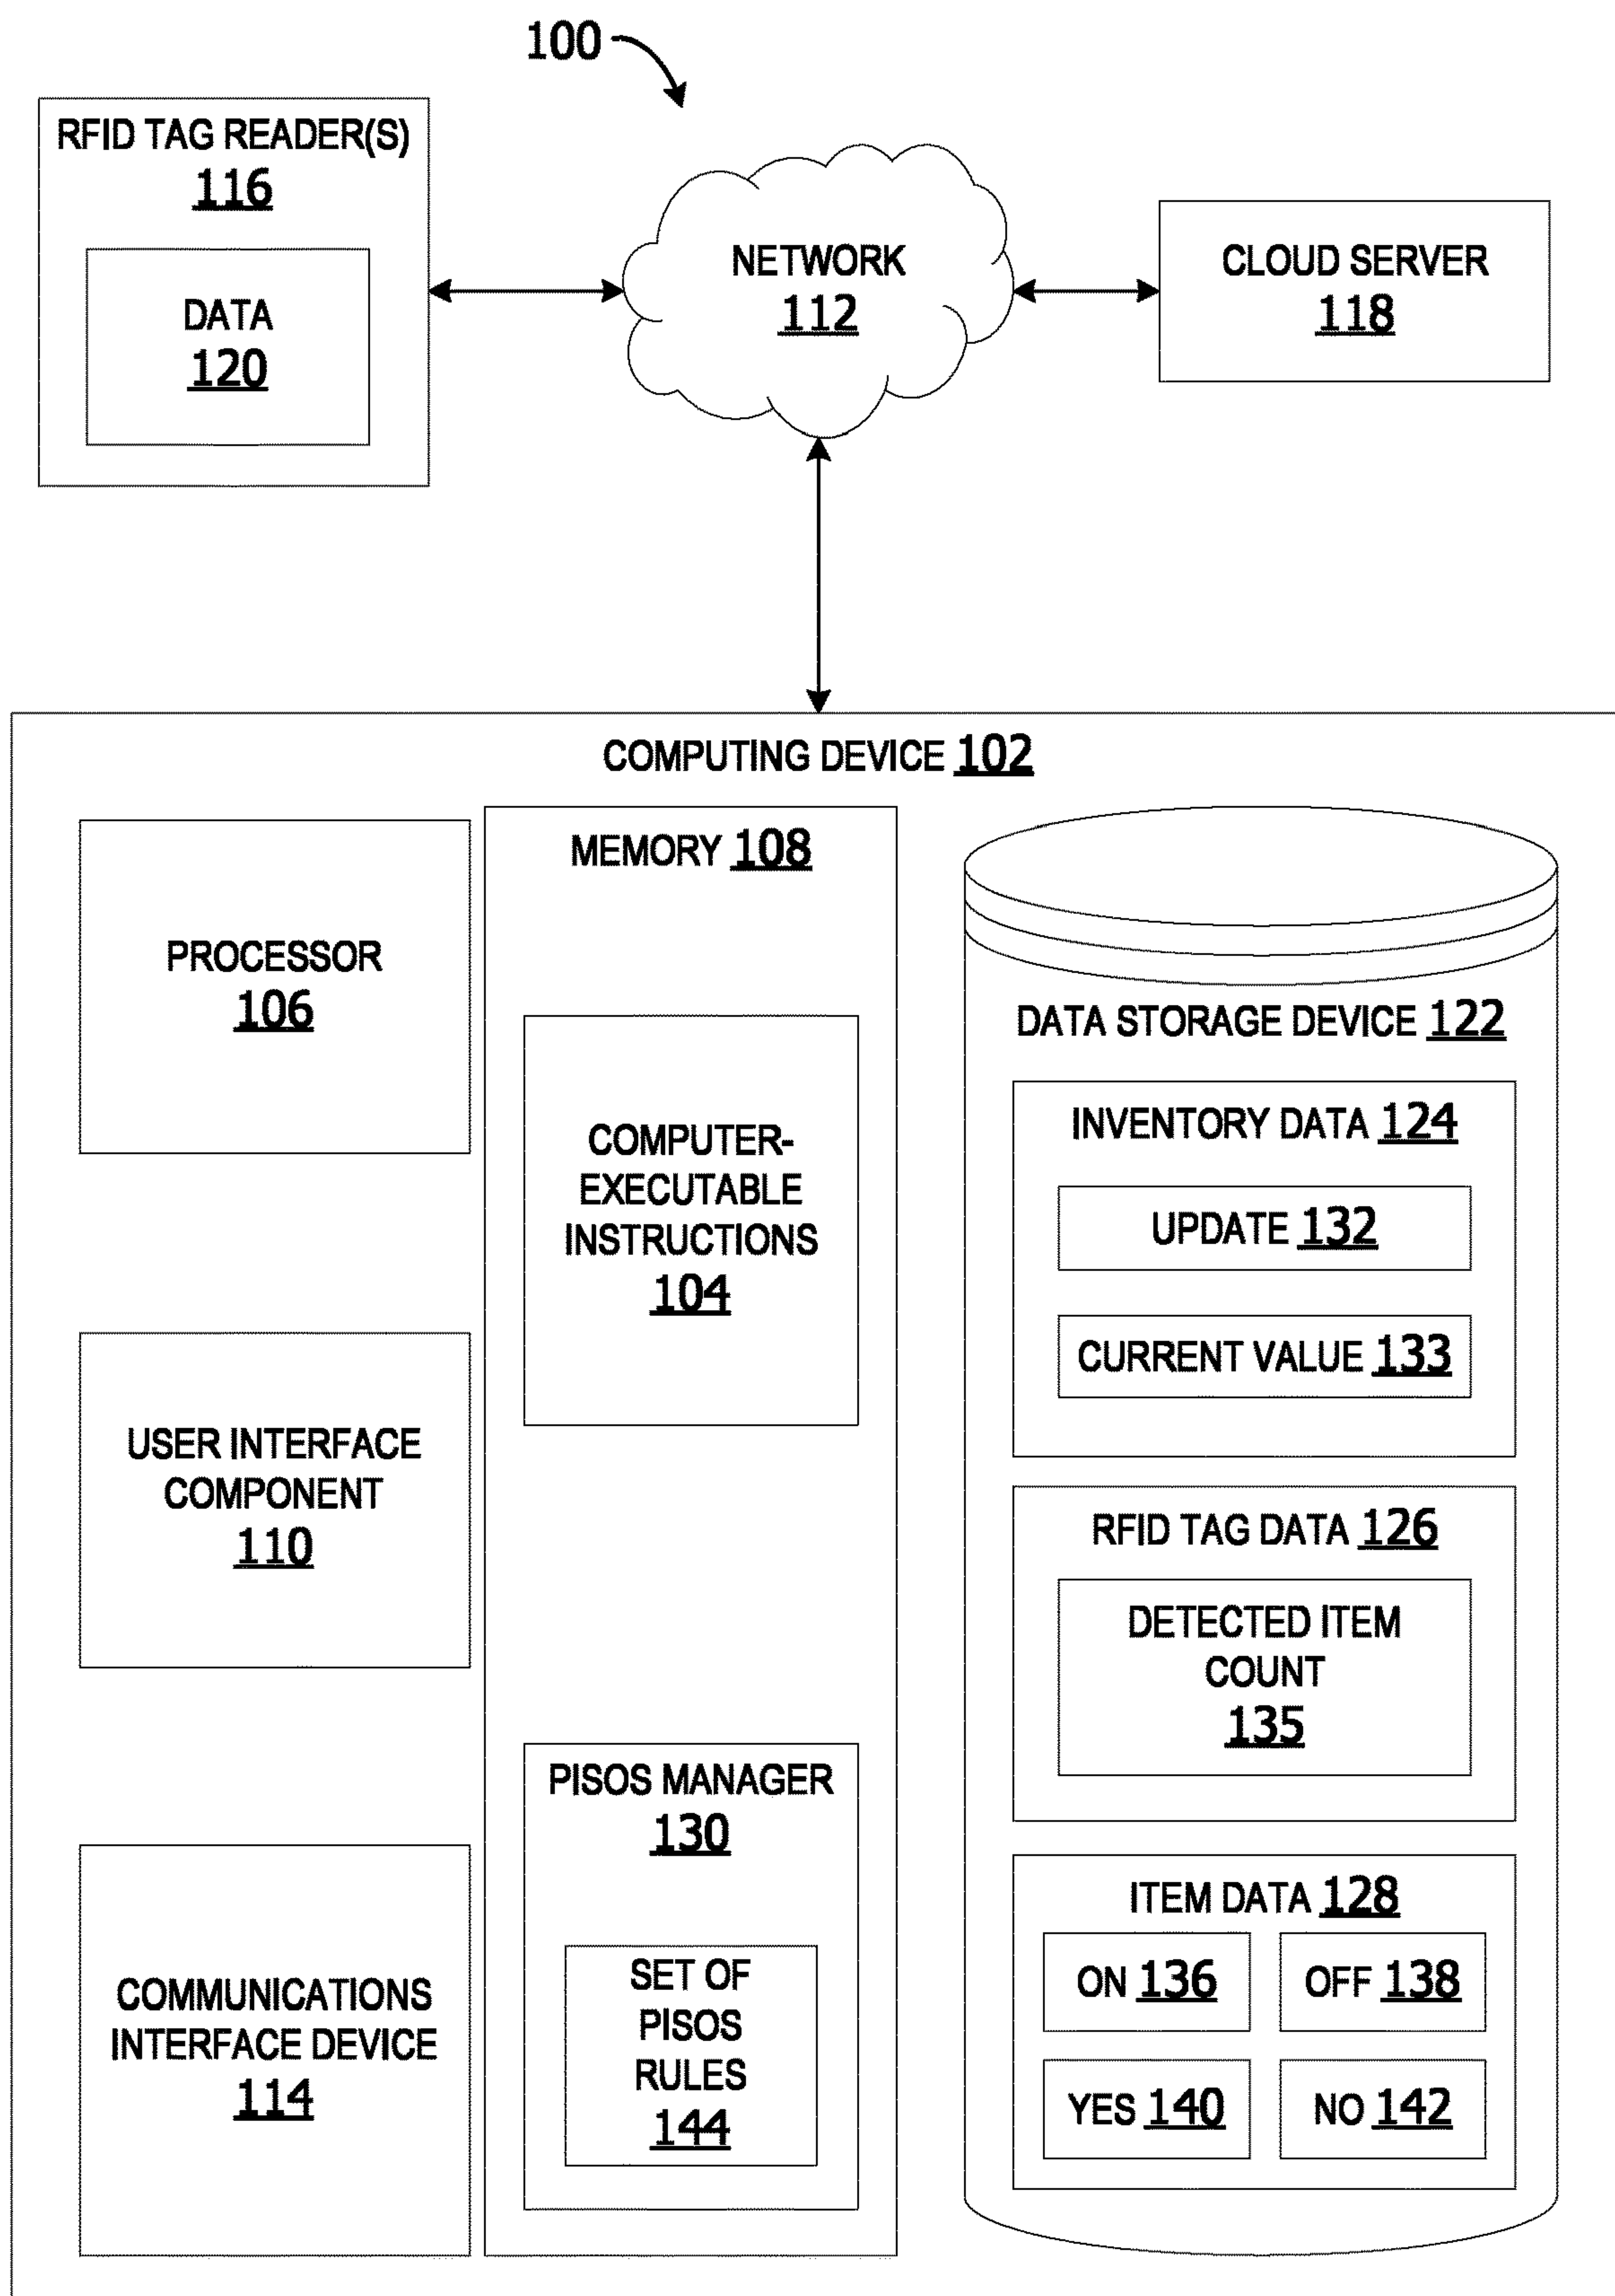 100
RFID TAG READER(S)
116
DATA
120
NETWORK
112
CLOUD SERVER
118
COMPUTING DEVICE 102
PROCESSOR
106
USER INTERFACE
COMPONENT
110
COMMUNICATIONS
INTERFACE DEVICE
114
MEMORY 108
COMPUTER-
EXECUTABLE
INSTRUCTIONS
104
PISOS MANAGER
130
SET OF
PISOS
RULES
144
DATA STORAGE DEVICE 122
INVENTORY DATA 124
UPDATE 132
CURRENT VALUE 133
RFID TAG DATA 126
DETECTED ITEM
COUNT
135
ITEM DATA 128
ON 136
OFF 138
YES 140
NO 142